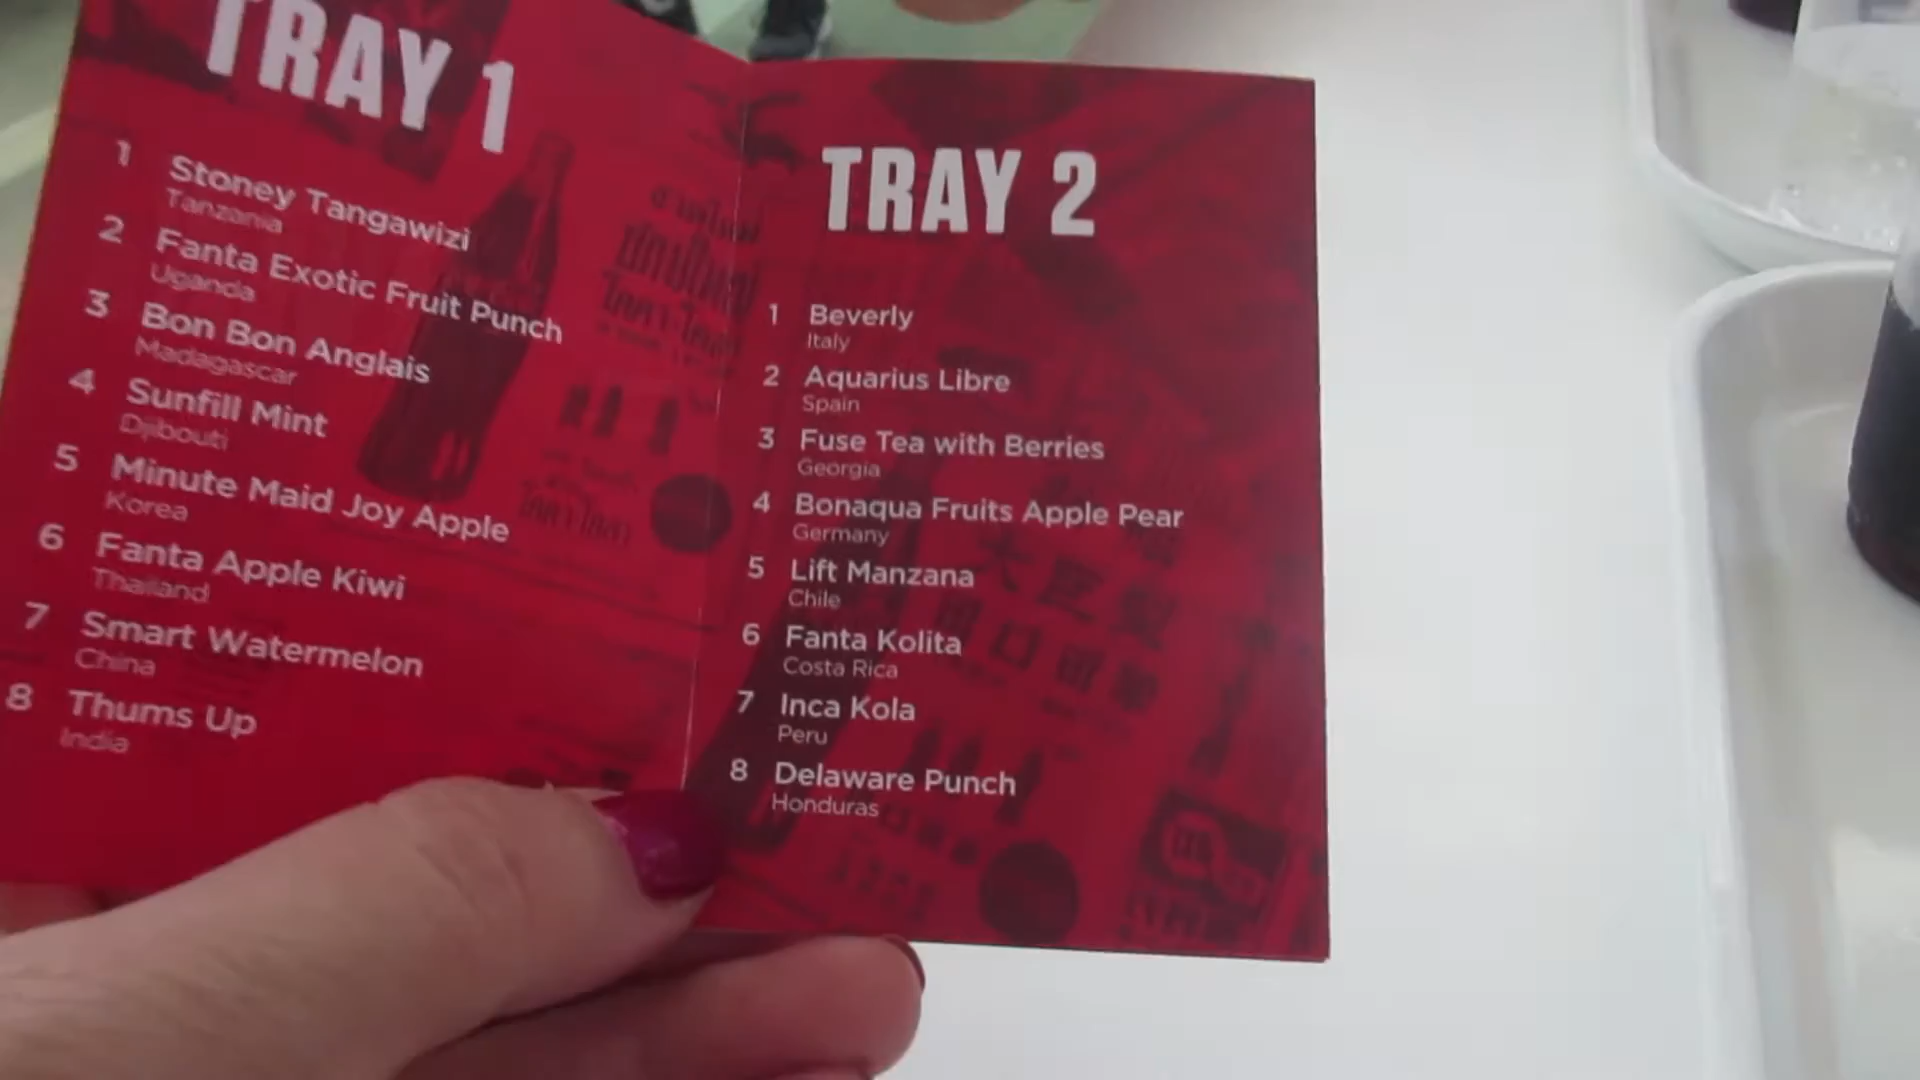 TRAY 1
1 Stoney Tangawizi
Tanzania
2 Fanta Exotic Fruit Punch
Uganda
3 Bon Bon Anglais
Madagascar
4 Sunfill Mint
Djibouti
5 Minute Maid Joy Apple
Korea
6 Fanta Apple Kiwi
Thailand
7 Smart Watermelon
China
8 Thums Up
India
TRAY 2
1 Beverly
Italy
2 Aquarius Libre
Spain
3 Fuse Tea with Berries
Georgia
4 Bonaqua Fruits Apple Pear
Germany
5 Lift Manzana
Chile
6 Fanta Kolita
Costa Rica
7 Inca Kola
Peru
8 Delaware Punch
Honduras